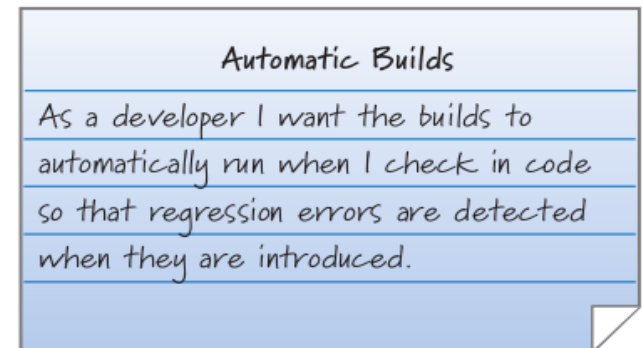 Automatic Builds
As a developer I want the builds to
automatically run when I check in code
so that regression errors are detected
when they are introduced.